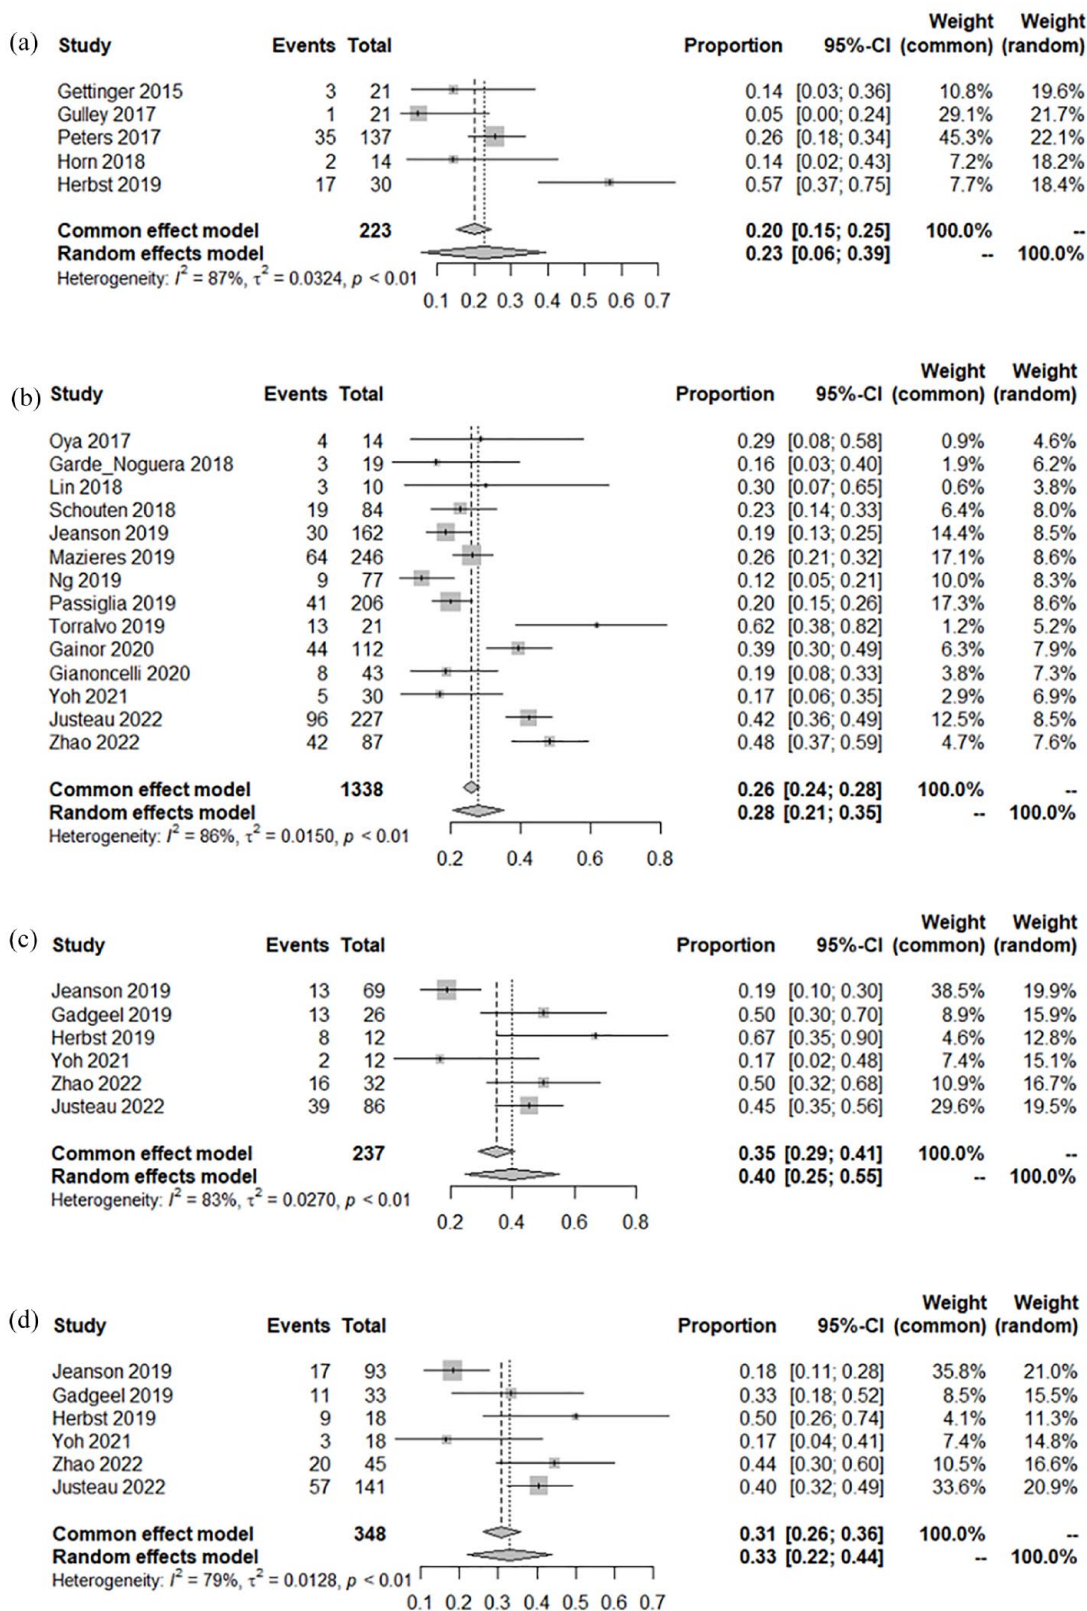 (a) Study Events Total Proportion 95%-CI Weight (common) Weight (random)
Gettinger 2015 3 21 0.14 [0.03; 0.36] 10.8% 19.6%
Gulley 2017 1 21 0.05 [0.00; 0.24] 29.1% 21.7%
Peters 2017 35 137 0.26 [0.18; 0.34] 45.3% 22.1%
Horn 2018 2 14 0.14 [0.02; 0.43] 7.2% 18.2%
Herbst 2019 17 30 0.57 [0.37; 0.75] 7.7% 18.4%
Common effect model 223 0.20 [0.15; 0.25] 100.0% --
Random effects model 0.23 [0.06; 0.39] -- 100.0%
Heterogeneity: I² = 87%, τ² = 0.0324, p < 0.01
0.1 0.2 0.3 0.4 0.5 0.6 0.7
(b) Study Events Total Proportion 95%-CI Weight (common) Weight (random)
Oya 2017 4 14 0.29 [0.08; 0.58] 0.9% 4.6%
Garde_Noguera 2018 3 19 0.16 [0.03; 0.40] 1.9% 6.2%
Lin 2018 3 10 0.30 [0.07; 0.65] 0.6% 3.8%
Schouten 2018 19 84 0.23 [0.14; 0.33] 6.4% 8.0%
Jeanson 2019 30 162 0.19 [0.13; 0.25] 14.4% 8.5%
Mazieres 2019 64 246 0.26 [0.21; 0.32] 17.1% 8.6%
Ng 2019 9 77 0.12 [0.05; 0.21] 10.0% 8.3%
Passiglia 2019 41 206 0.20 [0.15; 0.26] 17.3% 8.6%
Torralvo 2019 13 21 0.62 [0.38; 0.82] 1.2% 5.2%
Gainor 2020 44 112 0.39 [0.30; 0.49] 6.3% 7.9%
Gianoncelli 2020 8 43 0.19 [0.08; 0.33] 3.8% 7.3%
Yoh 2021 5 30 0.17 [0.06; 0.35] 2.9% 6.9%
Justeau 2022 96 227 0.42 [0.36; 0.49] 12.5% 8.5%
Zhao 2022 42 87 0.48 [0.37; 0.59] 4.7% 7.6%
Common effect model 1338 0.26 [0.24; 0.28] 100.0% --
Random effects model 0.28 [0.21; 0.35] -- 100.0%
Heterogeneity: I² = 86%, τ² = 0.0150, p < 0.01
0.2 0.4 0.6 0.8
(c) Study Events Total Proportion 95%-CI Weight (common) Weight (random)
Jeanson 2019 13 69 0.19 [0.10; 0.30] 38.5% 19.9%
Gadgeel 2019 13 26 0.50 [0.30; 0.70] 8.9% 15.9%
Herbst 2019 8 12 0.67 [0.35; 0.90] 4.6% 12.8%
Yoh 2021 2 12 0.17 [0.02; 0.48] 7.4% 15.1%
Zhao 2022 16 32 0.50 [0.32; 0.68] 10.9% 16.7%
Justeau 2022 39 86 0.45 [0.35; 0.56] 29.6% 19.5%
Common effect model 237 0.35 [0.29; 0.41] 100.0% --
Random effects model 0.40 [0.25; 0.55] -- 100.0%
Heterogeneity: I² = 83%, τ² = 0.0270, p < 0.01
0.2 0.4 0.6 0.8
(d) Study Events Total Proportion 95%-CI Weight (common) Weight (random)
Jeanson 2019 17 93 0.18 [0.11; 0.28] 35.8% 21.0%
Gadgeel 2019 11 33 0.33 [0.18; 0.52] 8.5% 15.5%
Herbst 2019 9 18 0.50 [0.26; 0.74] 4.1% 11.3%
Yoh 2021 3 18 0.17 [0.04; 0.41] 7.4% 14.8%
Zhao 2022 20 45 0.44 [0.30; 0.60] 10.5% 16.6%
Justeau 2022 57 141 0.40 [0.32; 0.49] 33.6% 20.9%
Common effect model 348 0.31 [0.26; 0.36] 100.0% --
Random effects model 0.33 [0.22; 0.44] -- 100.0%
Heterogeneity: I² = 79%, τ² = 0.0128, p < 0.01
0.1 0.2 0.3 0.4 0.5 0.6 0.7